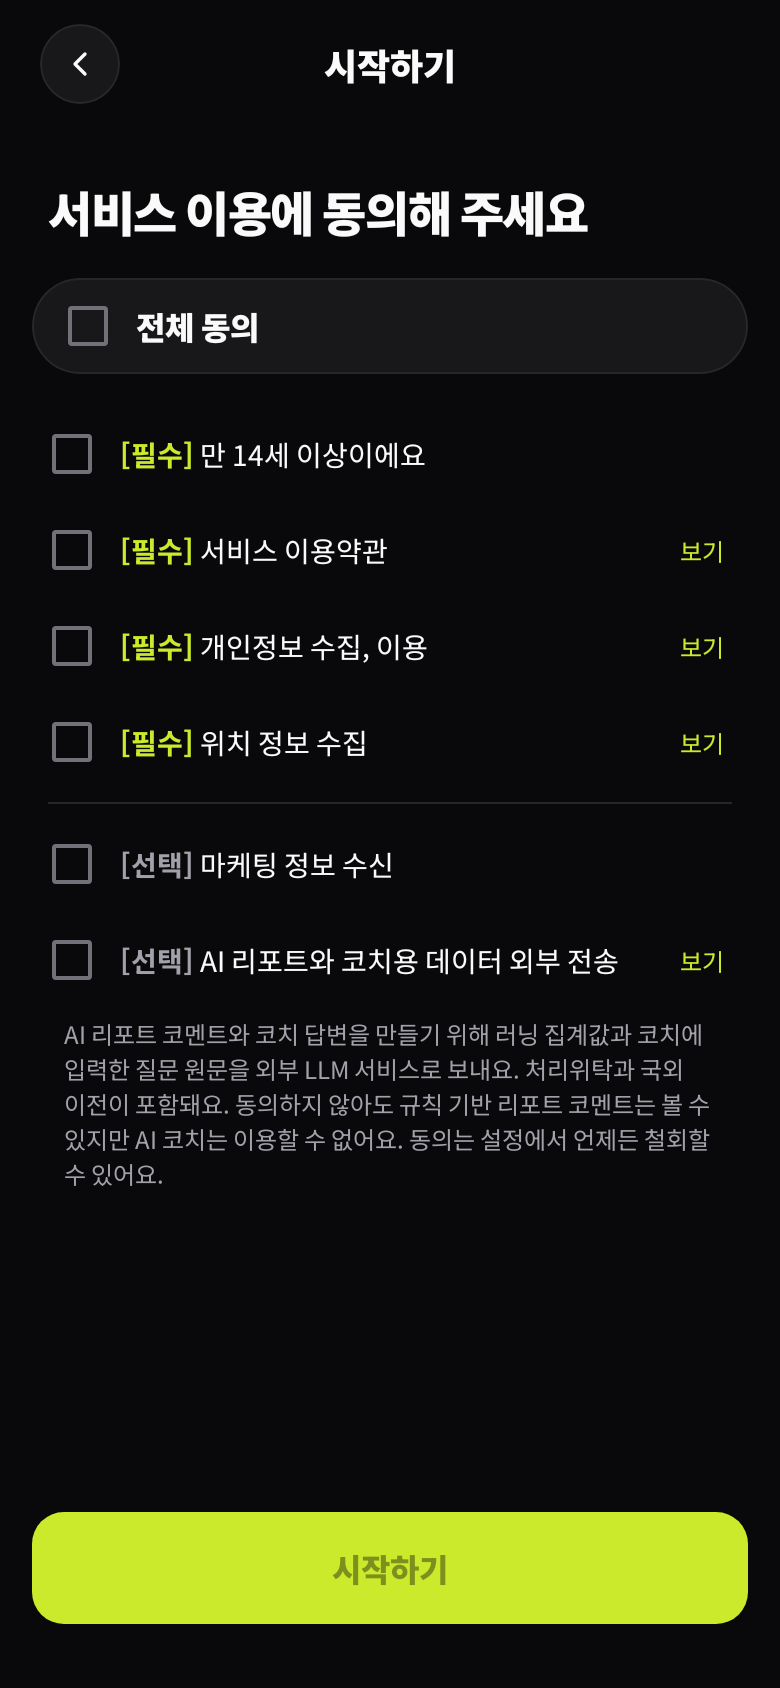 시작하기
서비스 이용에 동의해 주세요
전체 동의
[필수] 만 14세 이상이에요
[필수] 서비스 이용약관 보기
[필수] 개인정보 수집, 이용 보기
[필수] 위치 정보 수집 보기
[선택] 마케팅 정보 수신
[선택] AI 리포트와 코치용 데이터 외부 전송 보기
AI 리포트 코멘트와 코치 답변을 만들기 위해 러닝 집계값과 코치에
입력한 질문 원문을 외부 LLM 서비스로 보내요. 처리위탁과 국외
이전이 포함돼요. 동의하지 않아도 규칙 기반 리포트 코멘트는 볼 수
있지만 AI 코치는 이용할 수 없어요. 동의는 설정에서 언제든 철회할
수 있어요.
시작하기